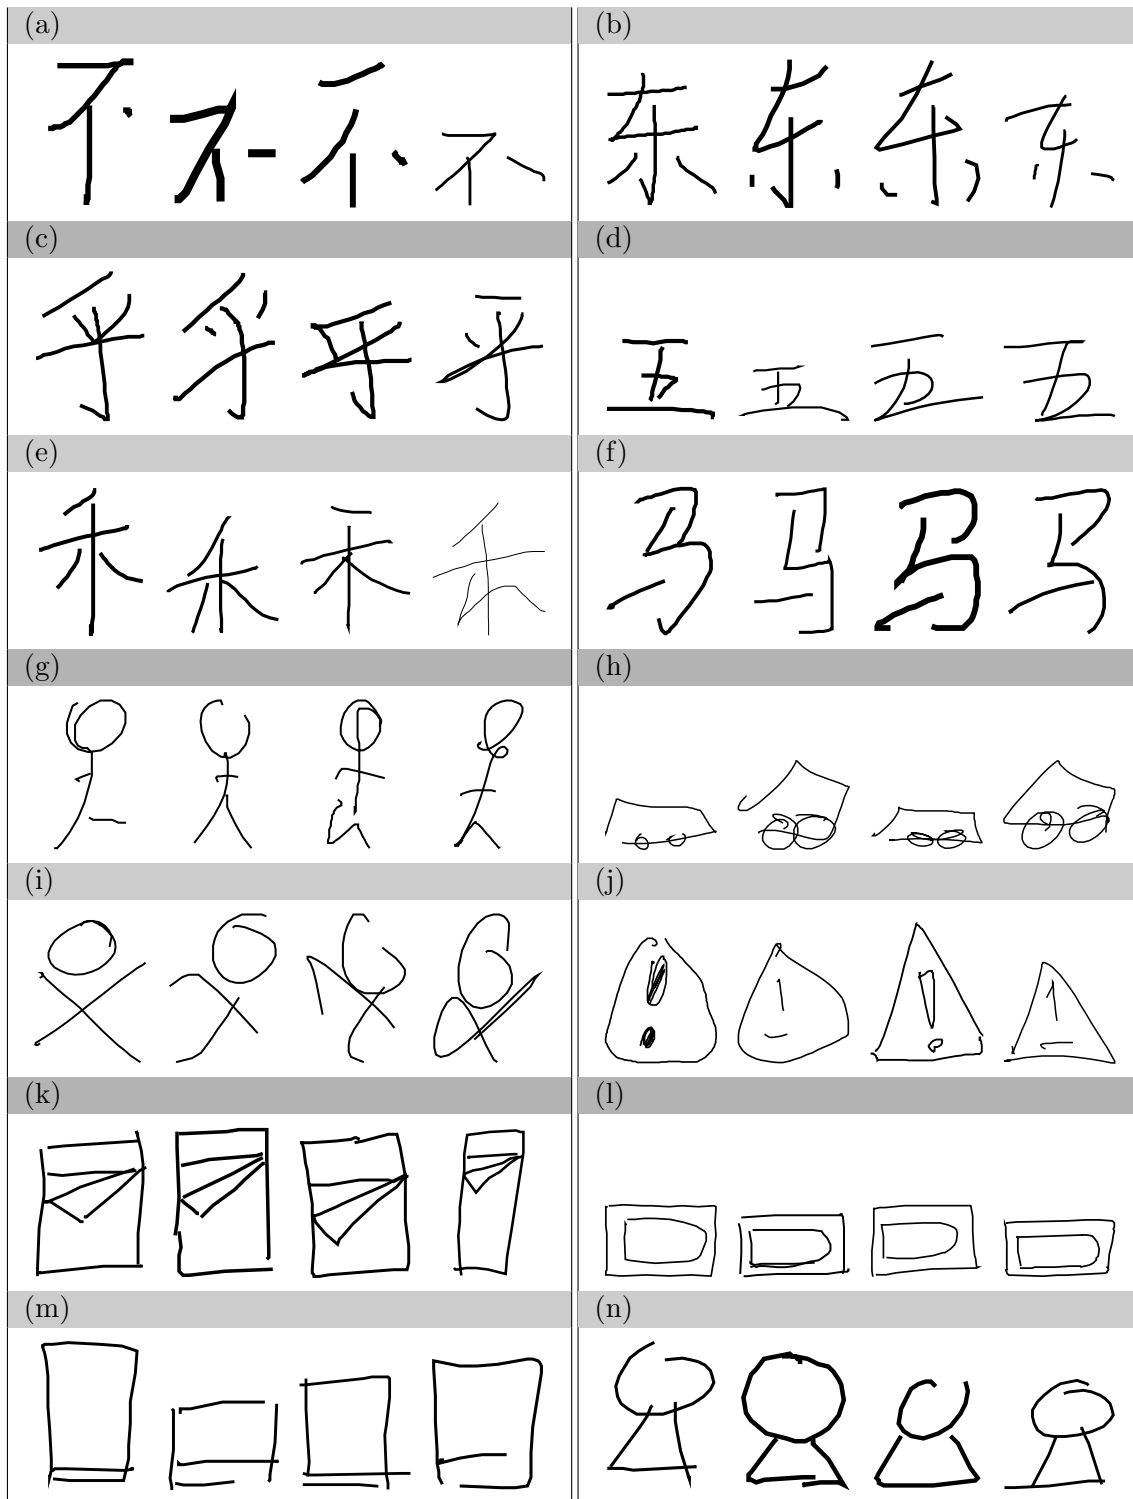 (a) (b)
不 不 不 不 东 东 东 东
(c) (d)
乎 乎 乎 乎 五 五 五 五
(e) (f)
禾 禾 禾 禾 马 马 马 马
(g) (h)
(i) (j)
! ! ! !
(k) (l)
(m) (n)